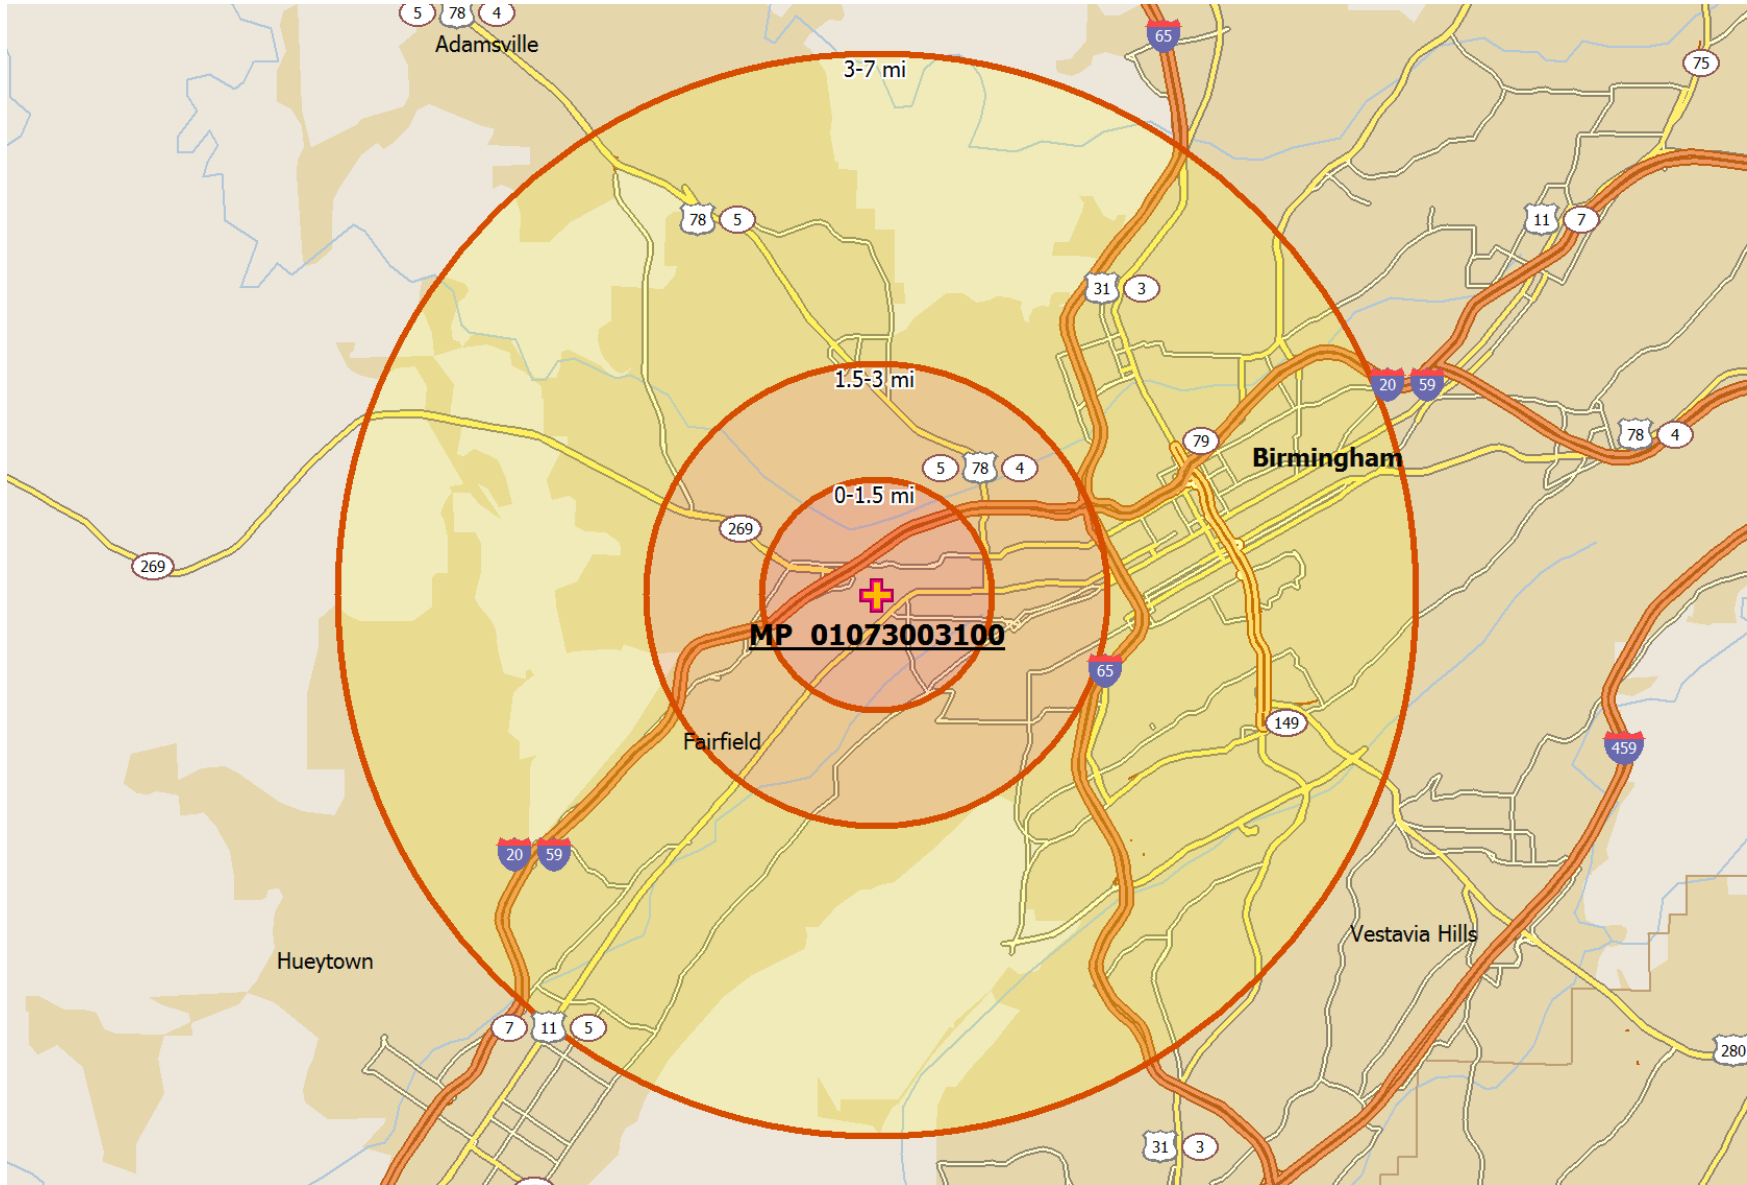 5 78 4
Adamsville
65
75
3-7 mi
78 5
11 7
31 3
1.5-3 mi
20 59
79
78 4
Birmingham
5 78 4
0-1.5 mi
269
269
MP 01073003100
65
149
Fairfield
459
20 59
Vestavia Hills
Hueytown
7 11 5
280
31 3